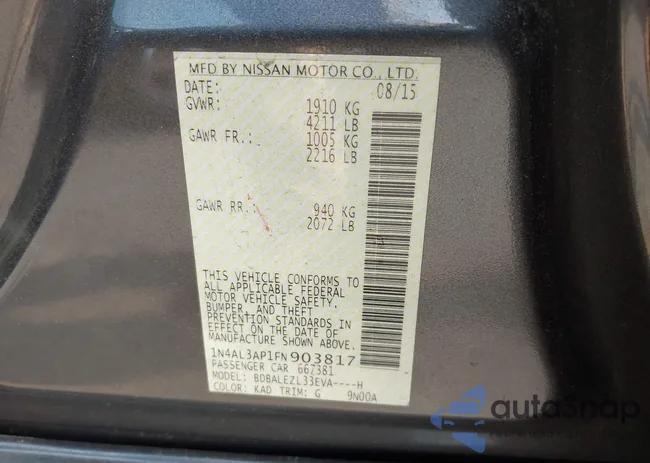 MFD BY NISSAN MOTOR CO., LTD.
DATE: 08/15
GVWR: 1910 KG
4211 LB
GAWR FR.: 1005 KG
2216 LB
GAWR RR.: 940 KG
2072 LB
THIS VEHICLE CONFORMS TO
ALL APPLICABLE FEDERAL
MOTOR VEHICLE SAFETY,
BUMPER, AND THEFT
PREVENTION STANDARDS IN
EFFECT ON THE DATE OF
MANUFACTURE SHOWN ABOVE.
1N4AL3AP1FN903817
PASSENGER CAR 667381
MODEL: BDBALEZL33EVA----H
COLOR: KAD TRIM: G 9N00A
autoSnap